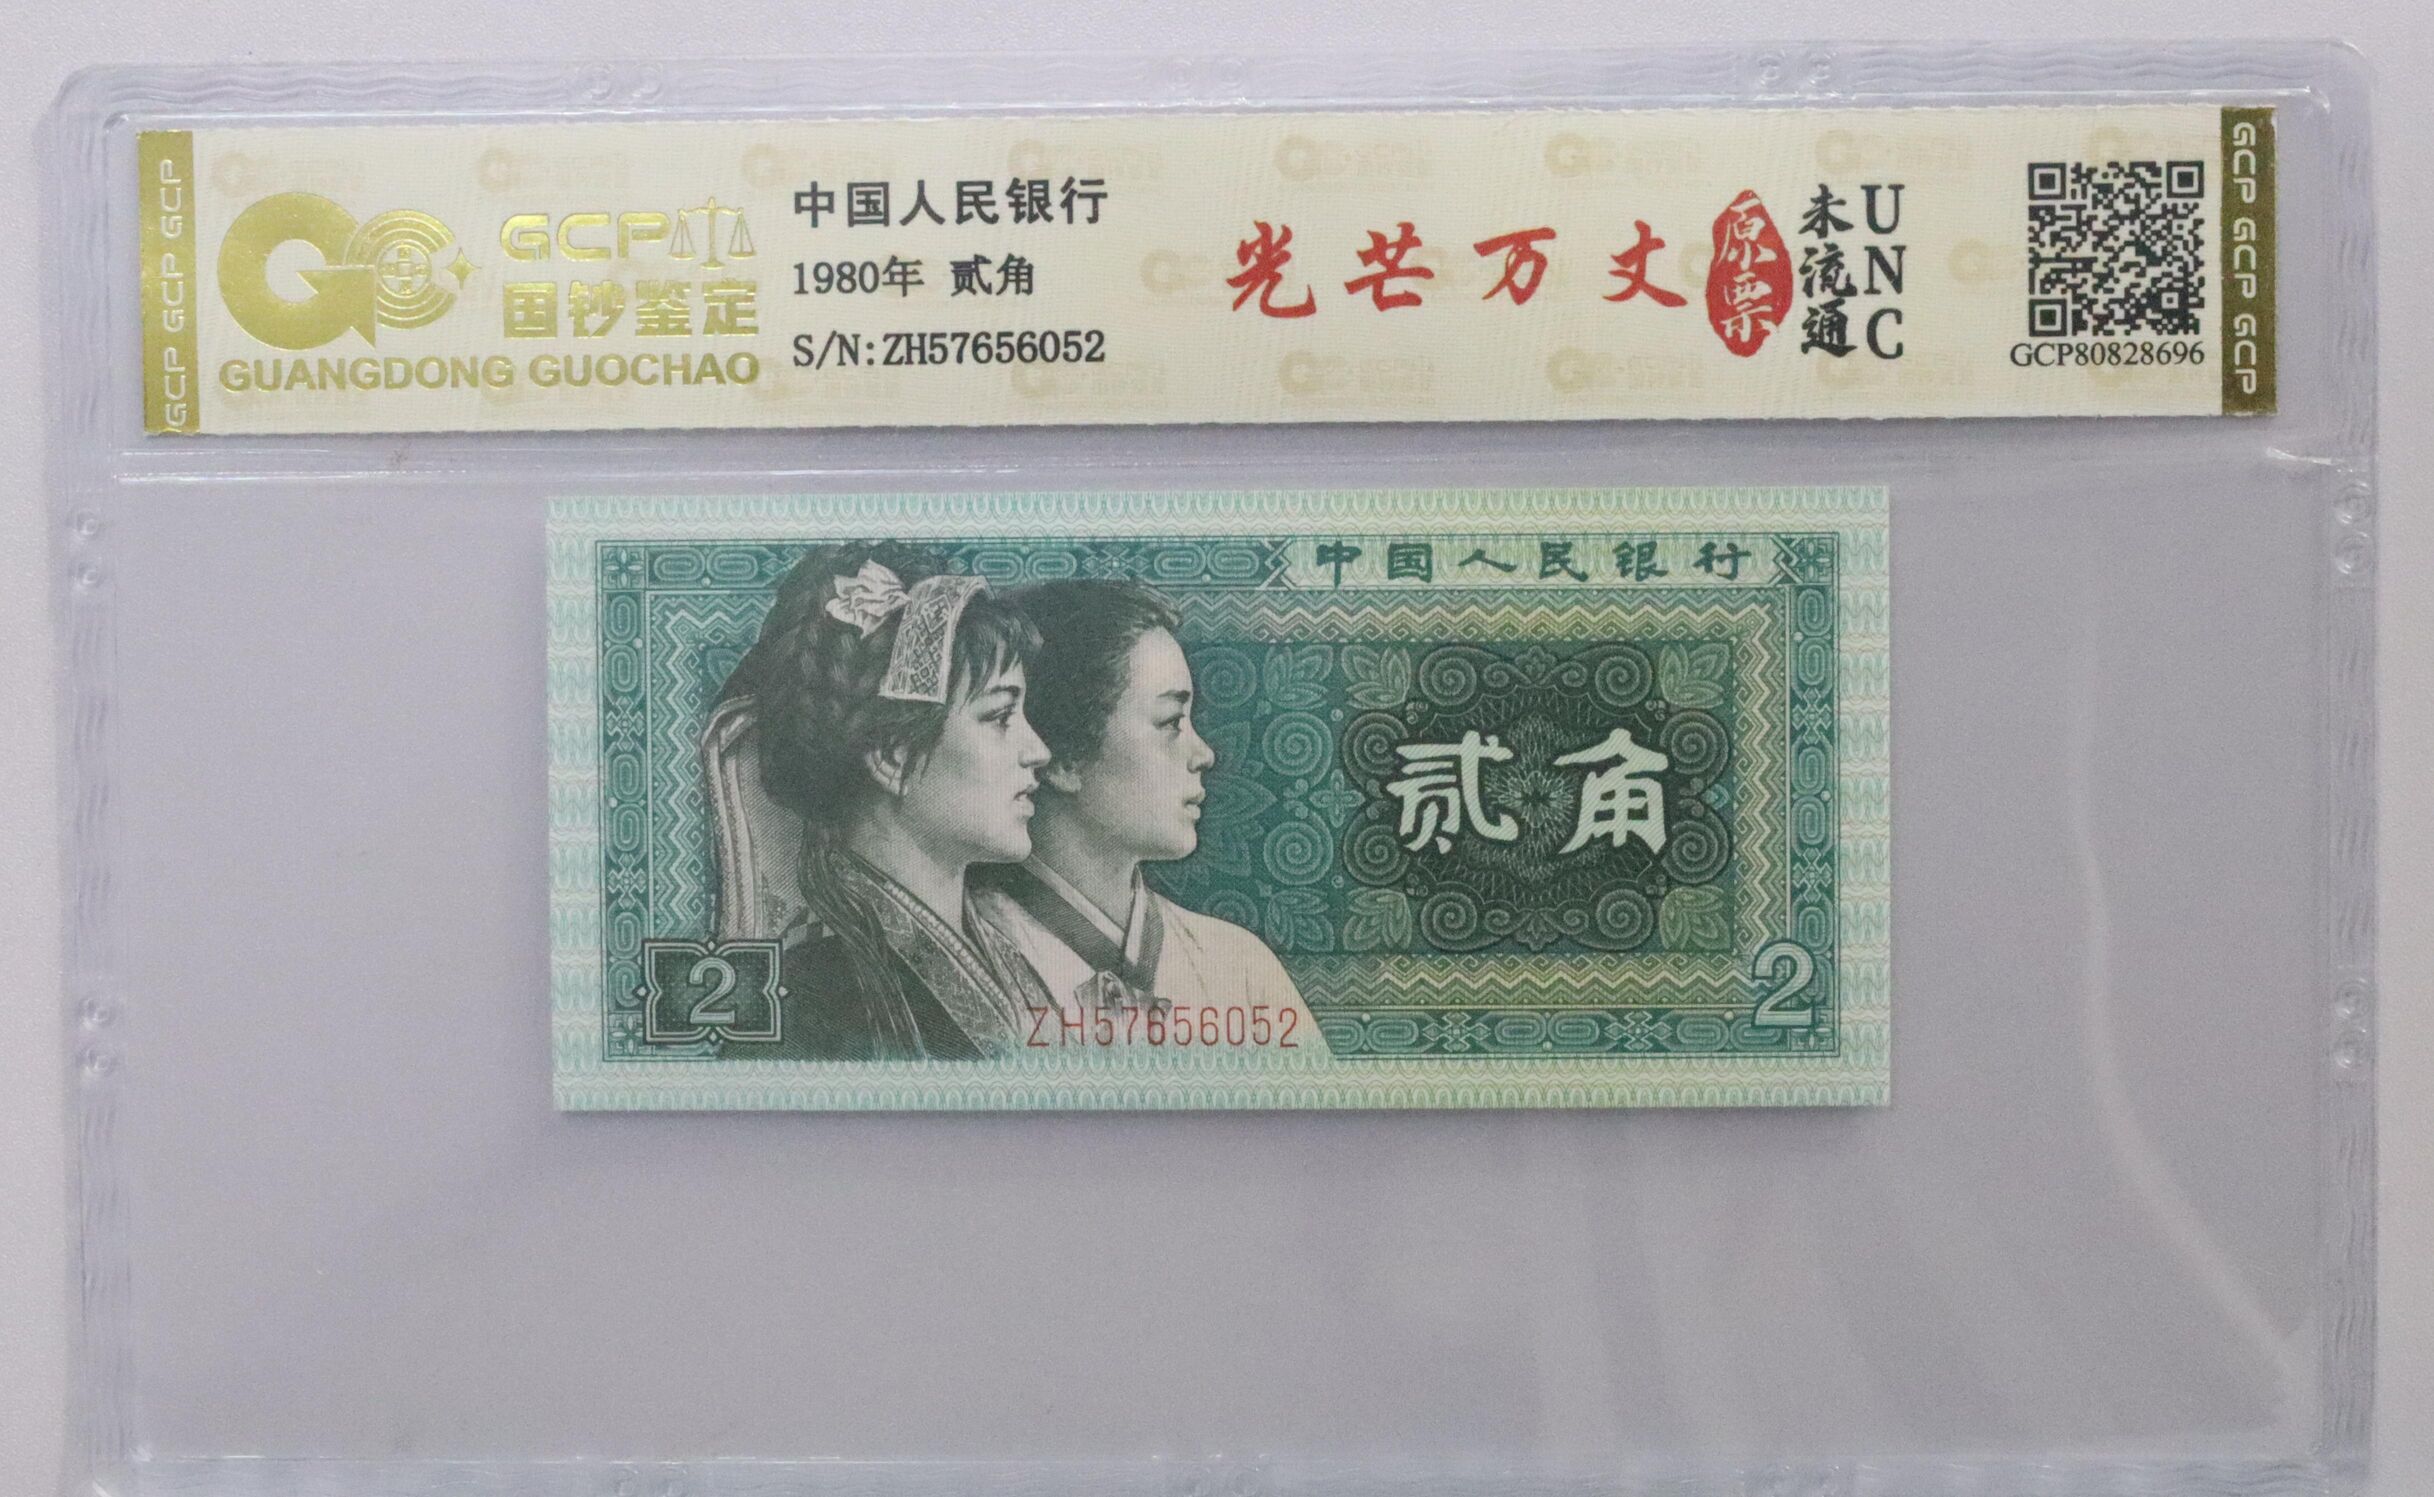 GCP GCP GCP
GCP
国钞鉴定
GUANGDONG GUOCHAO
中国人民银行
1980年 贰角
S/N:ZH57656052
光芒万丈
原票
未流通
UNC
GCP80828696
GCP GCP GCP
中国人民银行
贰角
2
2
ZH57656052